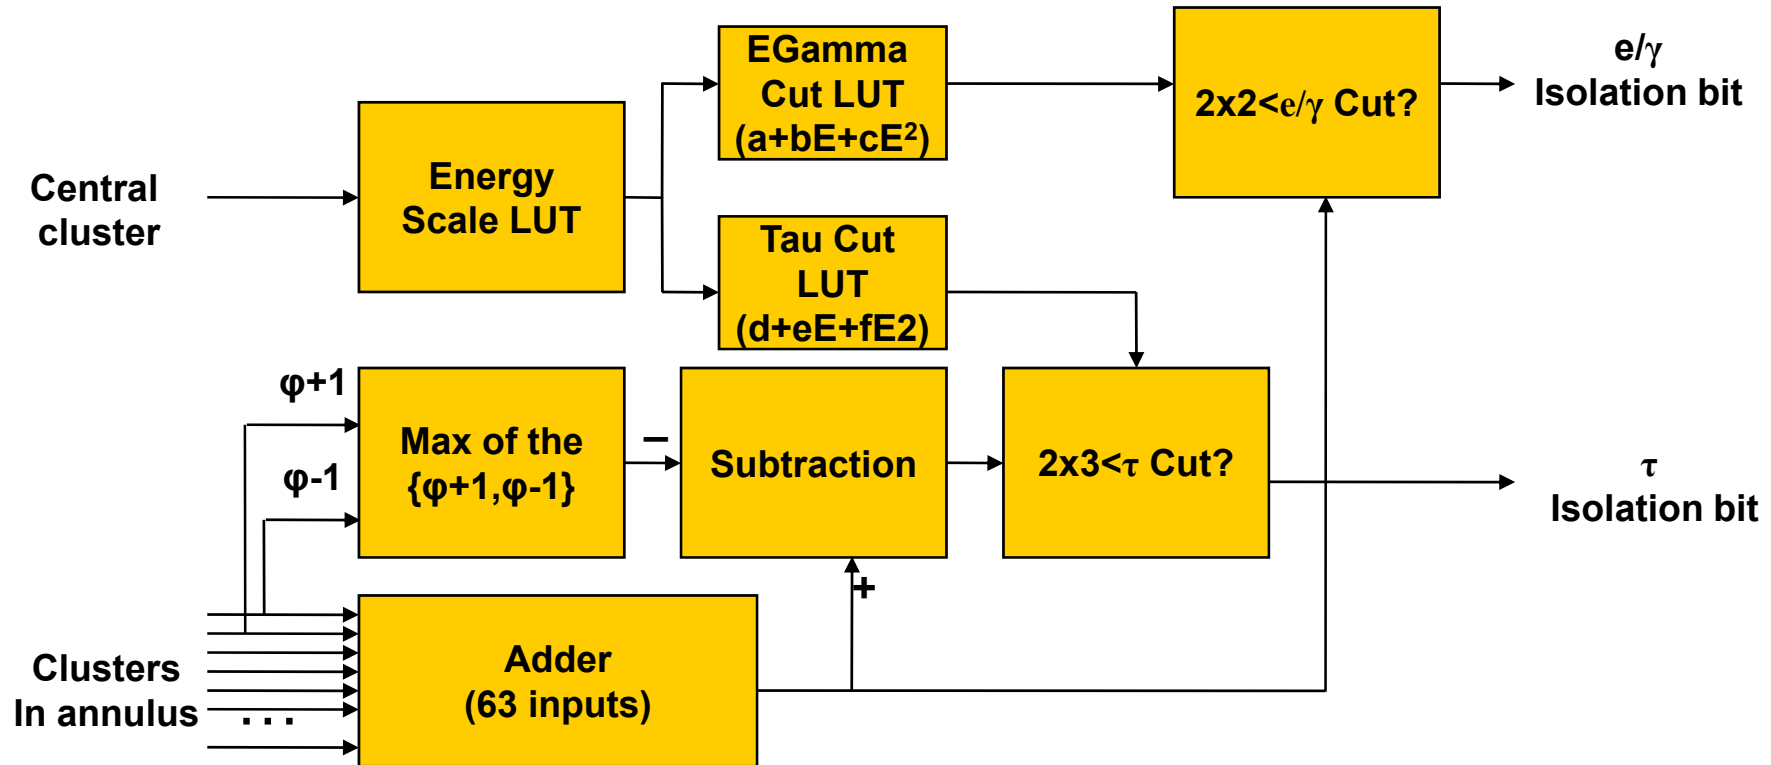 EGamma
Cut LUT
(a+bE+cE²)
2x2<e/γ Cut?
e/γ
Isolation bit
Central
cluster
Energy
Scale LUT
Tau Cut
LUT
(d+eE+fE2)
φ+1
φ-1
Max of the
{φ+1,φ-1}
–
Subtraction
+
2x3<τ Cut?
τ
Isolation bit
Clusters
In annulus
...
Adder
(63 inputs)